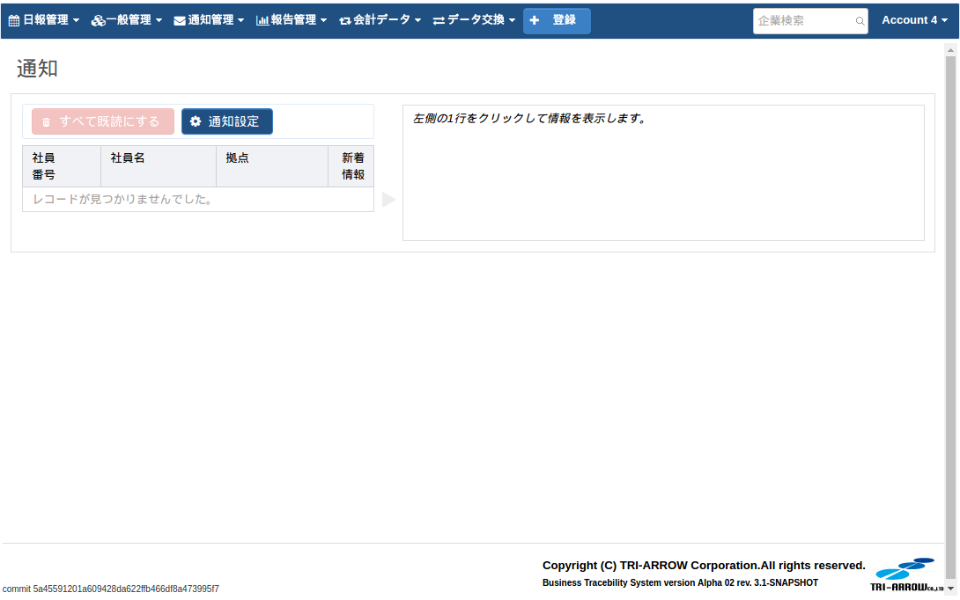 日報管理 一般管理 通知管理 報告管理 会計データ データ交換 登録 企業検索 Account 4
通知
すべて既読にする 通知設定
左側の1行をクリックして情報を表示します。
社員番号 社員名 拠点 新着情報
レコードが見つかりませんでした。
Copyright (C) TRI-ARROW Corporation.All rights reserved.
Business Tracebility System version Alpha 02 rev. 3.1-SNAPSHOT
TRI-ARROW CO.,LTD
commit 5a45591201a609428da622ffb466df8a473995f7